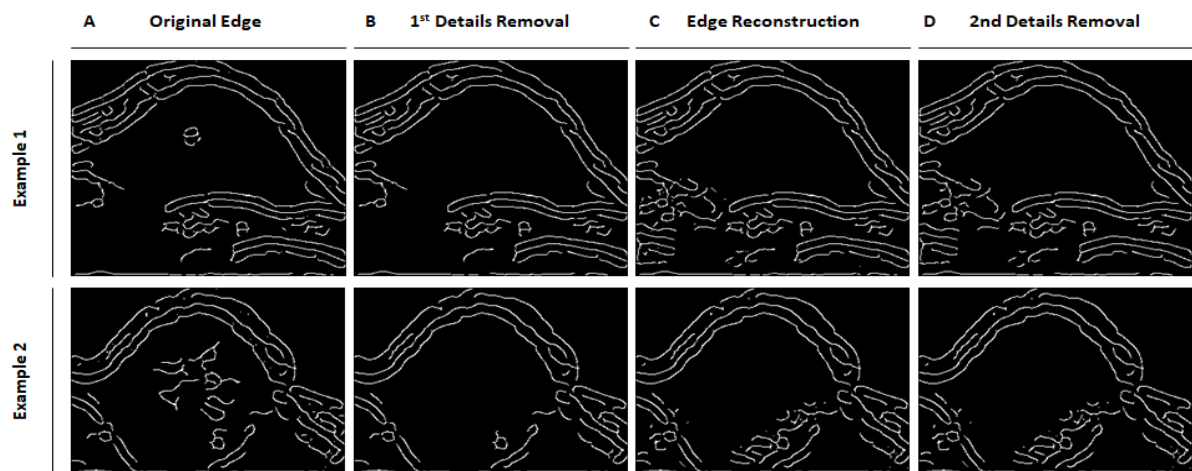 A Original Edge B 1st Details Removal C Edge Reconstruction D 2nd Details Removal
Example 1
Example 2